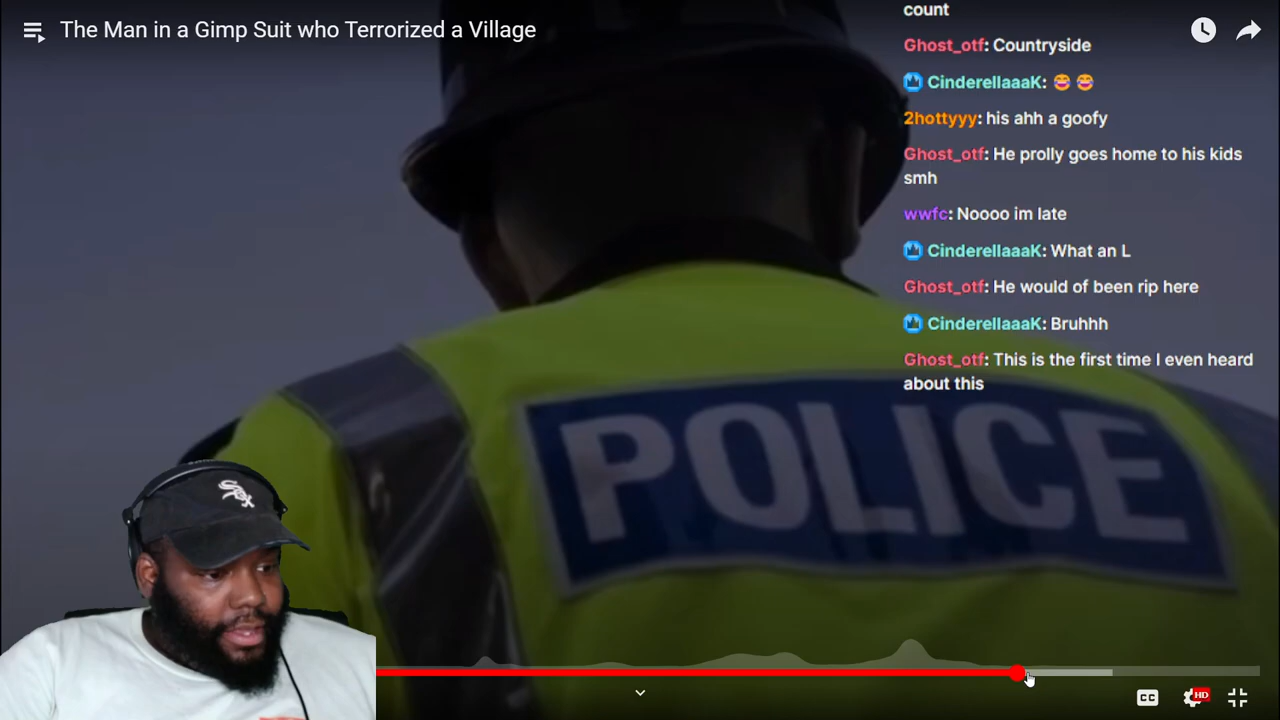 The Man in a Gimp Suit who Terrorized a Village
count
Ghost_otf: Countryside
CinderellaaaK: 😂 😂
2hottyyy: his ahh a goofy
Ghost_otf: He prolly goes home to his kids
smh
wwfc: Noooo im late
CinderellaaaK: What an L
Ghost_otf: He would of been rip here
CinderellaaaK: Bruhhh
Ghost_otf: This is the first time I even heard
about this
POLICE
Sox
CC
HD